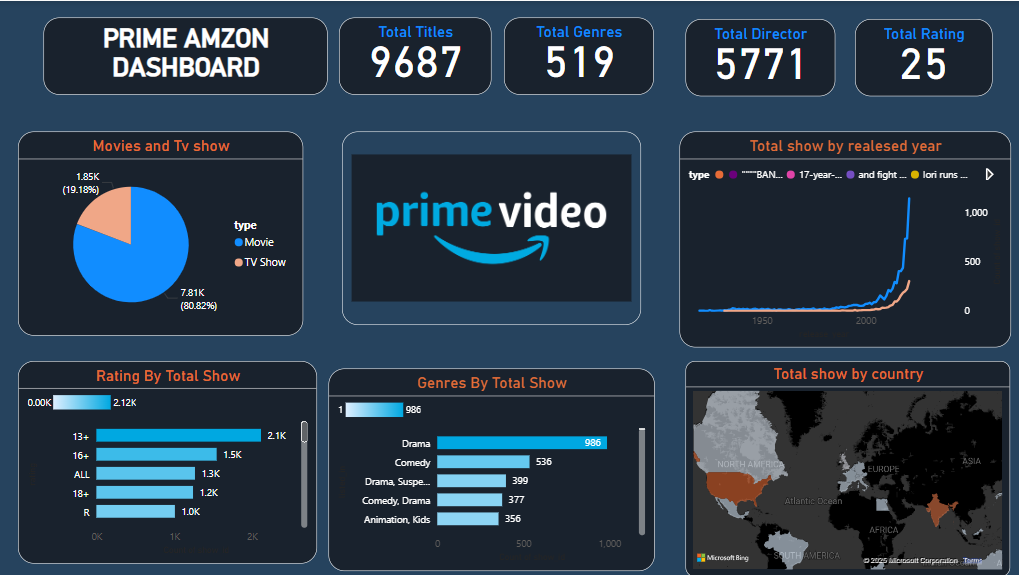 PRIME AMZON
DASHBOARD
Total Titles
9687
Total Genres
519
Total Director
5771
Total Rating
25
Movies and Tv show
1.85K
(19.18%)
type
Movie
TV Show
7.81K
(80.82%)
prime video
Total show by realesed year
type """"BAN... 17-year-... and fight ... lori runs ...
1,000
500
0
1950 2000
Rating By Total Show
0.00K 2.12K
13+ 2.1K
16+ 1.5K
ALL 1.3K
18+ 1.2K
R 1.0K
0K 1K 2K
Genres By Total Show
1 986
Drama 986
Comedy 536
Drama, Suspe... 399
Comedy, Drama 377
Animation, Kids 356
0 500 1,000
Total show by country
NORTH AMERICA
EUROPE
ASIA
Atlantic Ocean
AFRICA
SOUTH AMERICA
Microsoft Bing
© 2025 Microsoft Corporation Terms